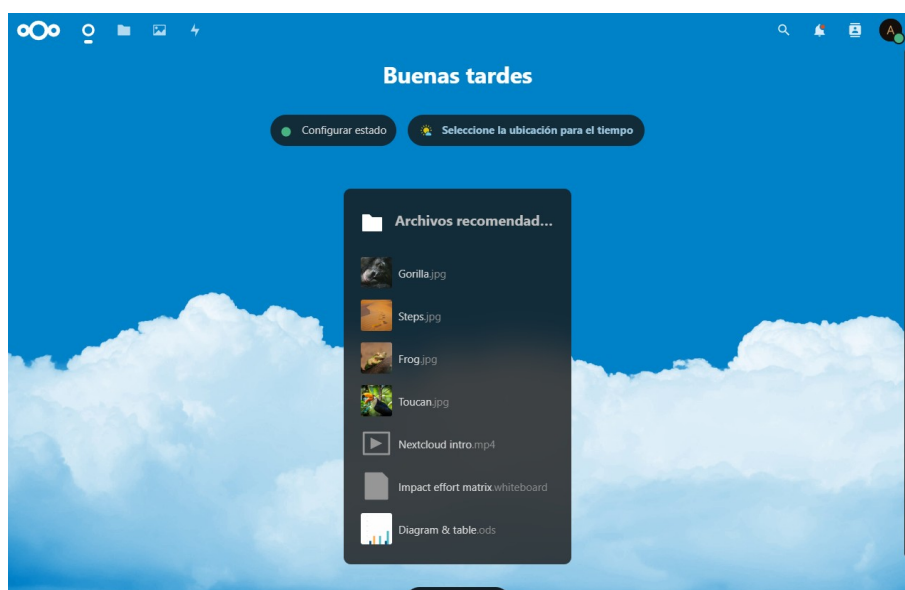 A
Buenas tardes
Configurar estado
Seleccione la ubicación para el tiempo
Archivos recomendad...
Gorilla.jpg
Steps.jpg
Frog.jpg
Toucan.jpg
Nextcloud intro.mp4
Impact effort matrix.whiteboard
Diagram & table.ods